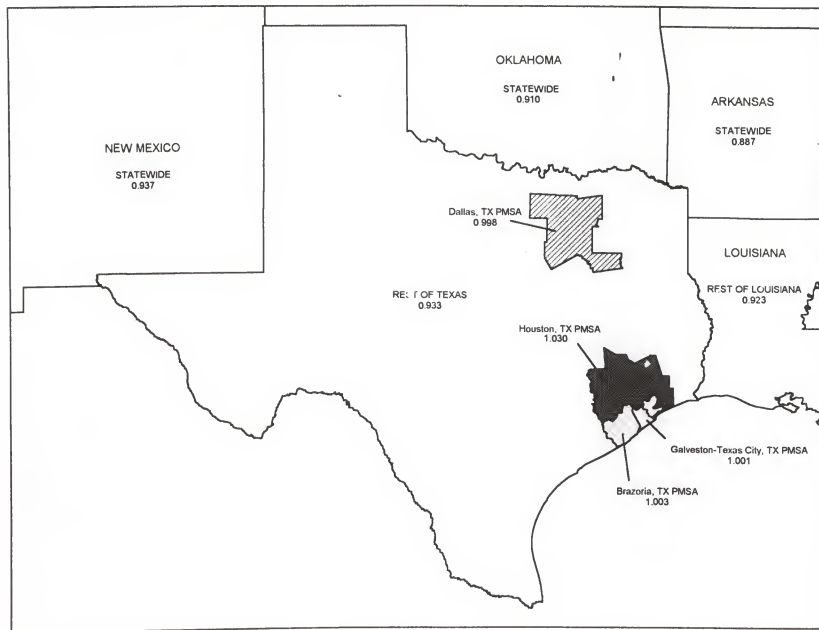 OKLAHOMA
STATEWIDE
0.910
ARKANSAS
STATEWIDE
0.887
NEW MEXICO
STATEWIDE
0.937
Dallas, TX PMSA
0.998
LOUISIANA
REST OF LOUISIANA
0.923
REST OF TEXAS
0.933
Houston, TX PMSA
1.030
Galveston-Texas City, TX PMSA
1.001
Brazoria, TX PMSA
1.003